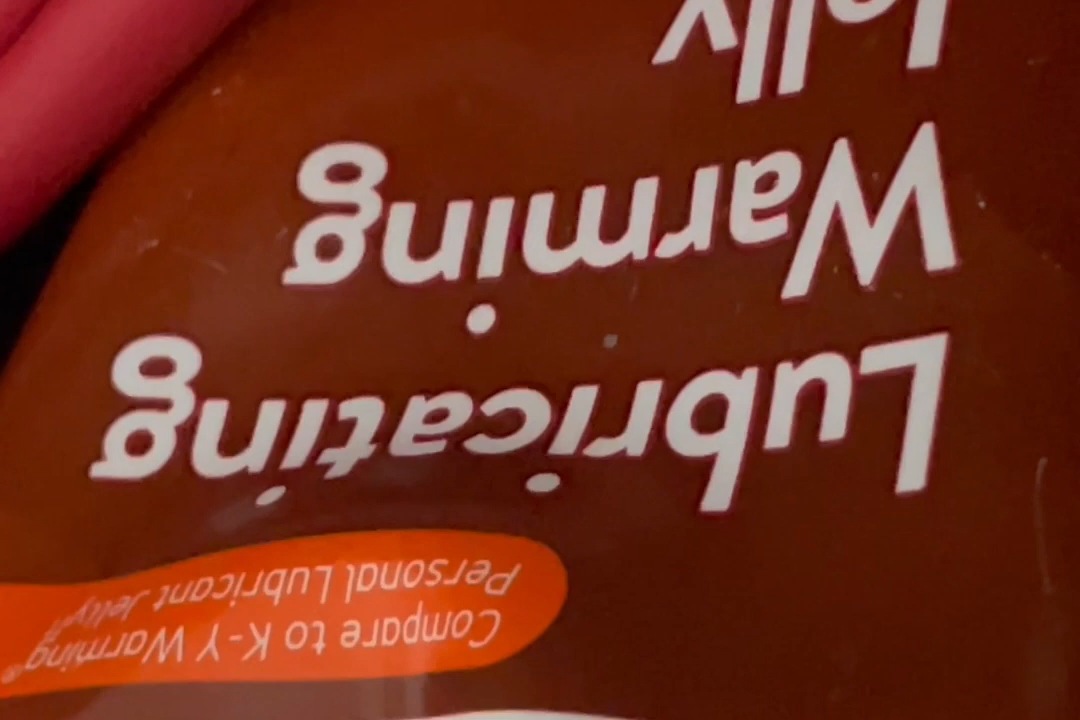 Compare to K-Y Warming®
Personal Lubricant Jelly
Lubricating
Warming
Jelly